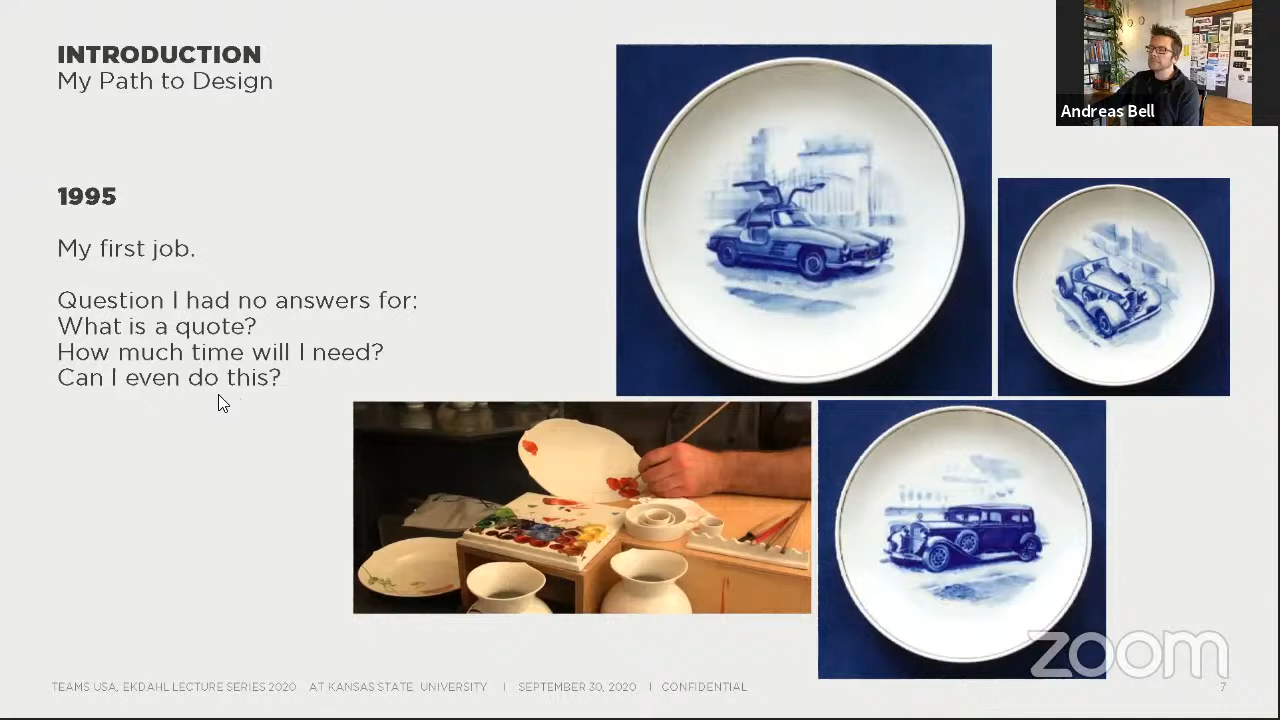 INTRODUCTION
My Path to Design
Andreas Bell
1995
My first job.
Question I had no answers for:
What is a quote?
How much time will I need?
Can I even do this?
zoom
TEAMS USA, EKDAHL LECTURE SERIES 2020 AT KANSAS STATE UNIVERSITY | SEPTEMBER 30, 2020 | CONFIDENTIAL
7